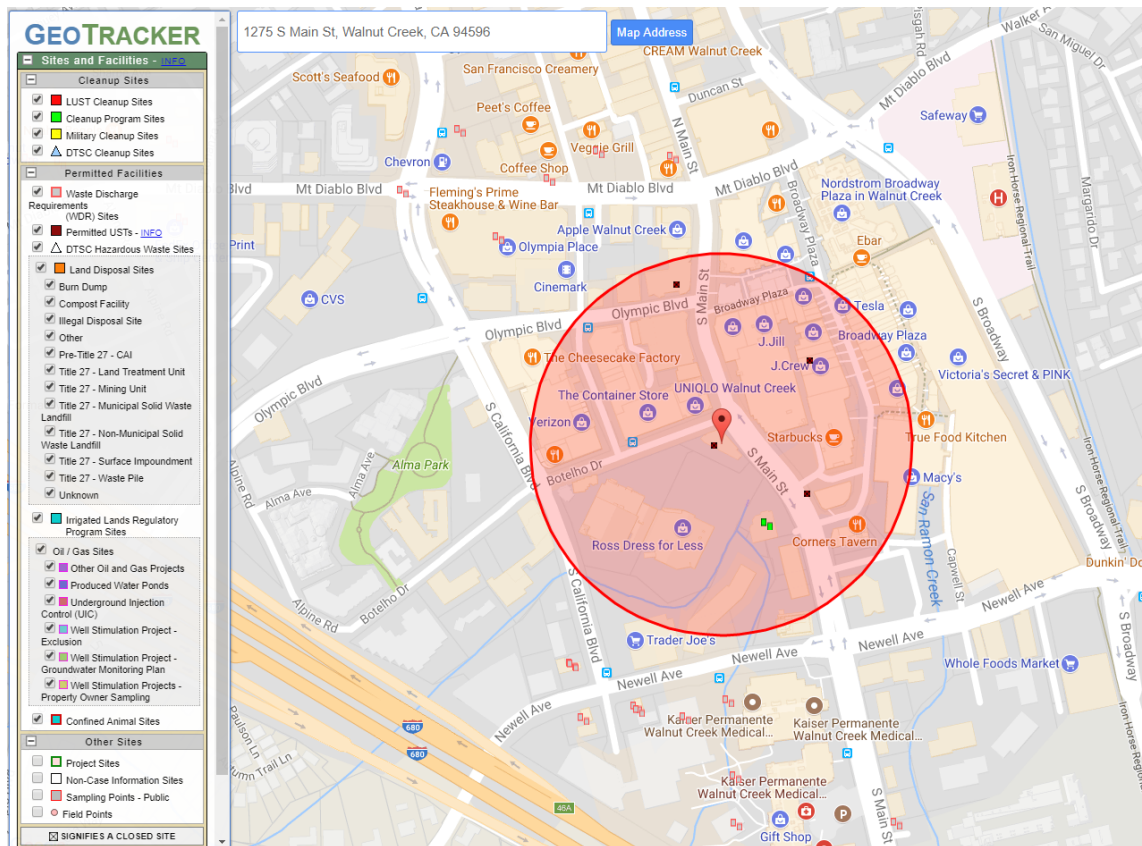 GEOTRACKER
Sites and Facilities - INFO
Cleanup Sites
LUST Cleanup Sites
Cleanup Program Sites
Military Cleanup Sites
DTSC Cleanup Sites
Permitted Facilities
Waste Discharge
Requirements
(WDR) Sites
Permitted USTs - INFO
DTSC Hazardous Waste Sites
Land Disposal Sites
Burn Dump
Compost Facility
Illegal Disposal Site
Other
Pre-Title 27 - CAI
Title 27 - Land Treatment Unit
Title 27 - Mining Unit
Title 27 - Municipal Solid Waste
Landfill
Title 27 - Non-Municipal Solid
Waste Landfill
Title 27 - Surface Impoundment
Title 27 - Waste Pile
Unknown
Irrigated Lands Regulatory
Program Sites
Oil / Gas Sites
Other Oil and Gas Projects
Produced Water Ponds
Underground Injection
Control (UIC)
Well Stimulation Project -
Exclusion
Well Stimulation Project -
Groundwater Monitoring Plan
Well Stimulation Projects -
Property Owner Sampling
Confined Animal Sites
Other Sites
Project Sites
Non-Case Information Sites
Sampling Points - Public
Field Points
SIGNIFIES A CLOSED SITE
1275 S Main St, Walnut Creek, CA 94596
Map Address
CREAM Walnut Creek
Scott's Seafood
San Francisco Creamery
Duncan St
Mt Diablo Blvd
Walker
San Miguel Dr
Peet's Coffee
Veggie Grill
N Main St
Safeway
Chevron
Coffee Shop
Mt Diablo Blvd
Mt Diablo Blvd
Mt Diablo Blvd
Mt Diablo Blvd
Fleming's Prime
Steakhouse & Wine Bar
Nordstrom Broadway
Plaza in Walnut Creek
Iron Horse Regional Trail
Margarido Dr
Apple Walnut Creek
Olympia Place
Broadway Plaza
Ebar
Print
Cinemark
CVS
S Main St
Broadway Plaza
Olympic Blvd
Olympic Blvd
Tesla
S Broadway
J.Jill
Broadway Plaza
The Cheesecake Factory
J.Crew
Victoria's Secret & PINK
UNIQLO Walnut Creek
The Container Store
Olympic Blvd
S California Blvd
Verizon
Starbucks
True Food Kitchen
Alma Park
Botelho Dr
S Main St
Macy's
Iron Horse Regional Trail
Alpine Rd
Alma Ave
Alma Ave
San Ramon Creek
S Broadway
Ross Dress for Less
Corners Tavern
Capwell St
Dunkin' Do
Botelho Dr
Alpine Rd
S California Blvd
Newell Ave
Trader Joe's
Newell Ave
Whole Foods Market
S Broadway
Newell Ave
Newell Ave
Kaiser Permanente
Walnut Creek Medical...
Kaiser Permanente
Walnut Creek Medical...
Paulson Ln
680
680
Kaiser Permanente
Walnut Creek Medical...
46A
P
Gift Shop